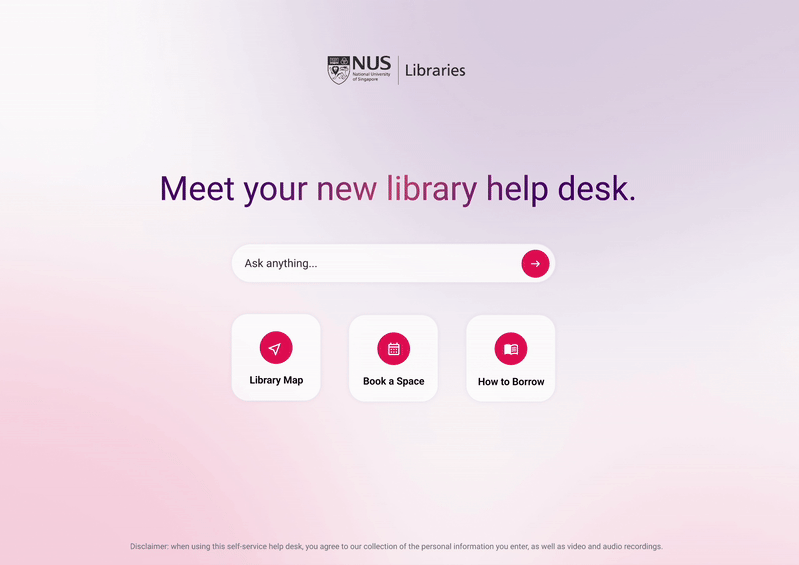 NUS
National University
of Singapore
Libraries
Meet your new library help desk.
Ask anything...
Library Map
Book a Space
How to Borrow
Disclaimer: when using this self-service help desk, you agree to our collection of the personal information you enter, as well as video and audio recordings.